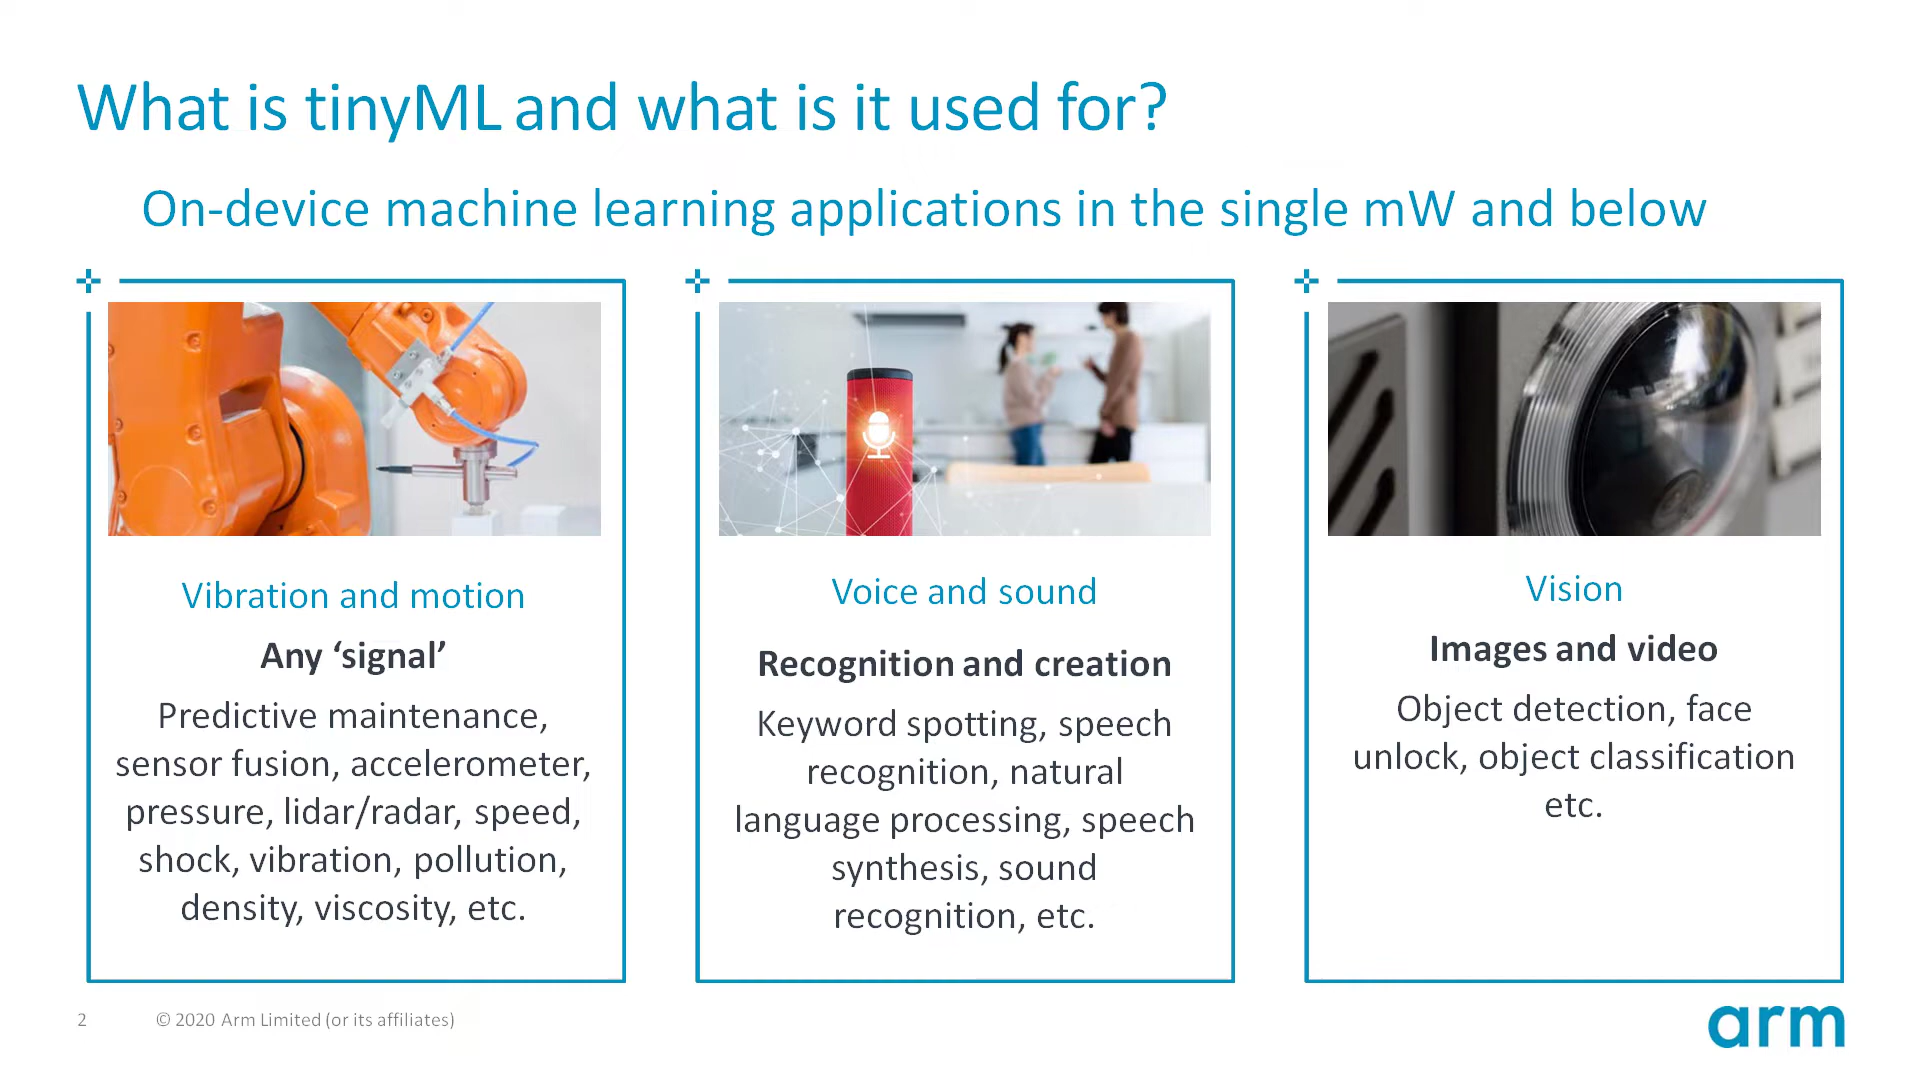 What is tinyML and what is it used for?
On-device machine learning applications in the single mW and below
Vibration and motion
Any ‘signal’
Predictive maintenance,
sensor fusion, accelerometer,
pressure, lidar/radar, speed,
shock, vibration, pollution,
density, viscosity, etc.
Voice and sound
Recognition and creation
Keyword spotting, speech
recognition, natural
language processing, speech
synthesis, sound
recognition, etc.
Vision
Images and video
Object detection, face
unlock, object classification
etc.
2
© 2020 Arm Limited (or its affiliates)
arm